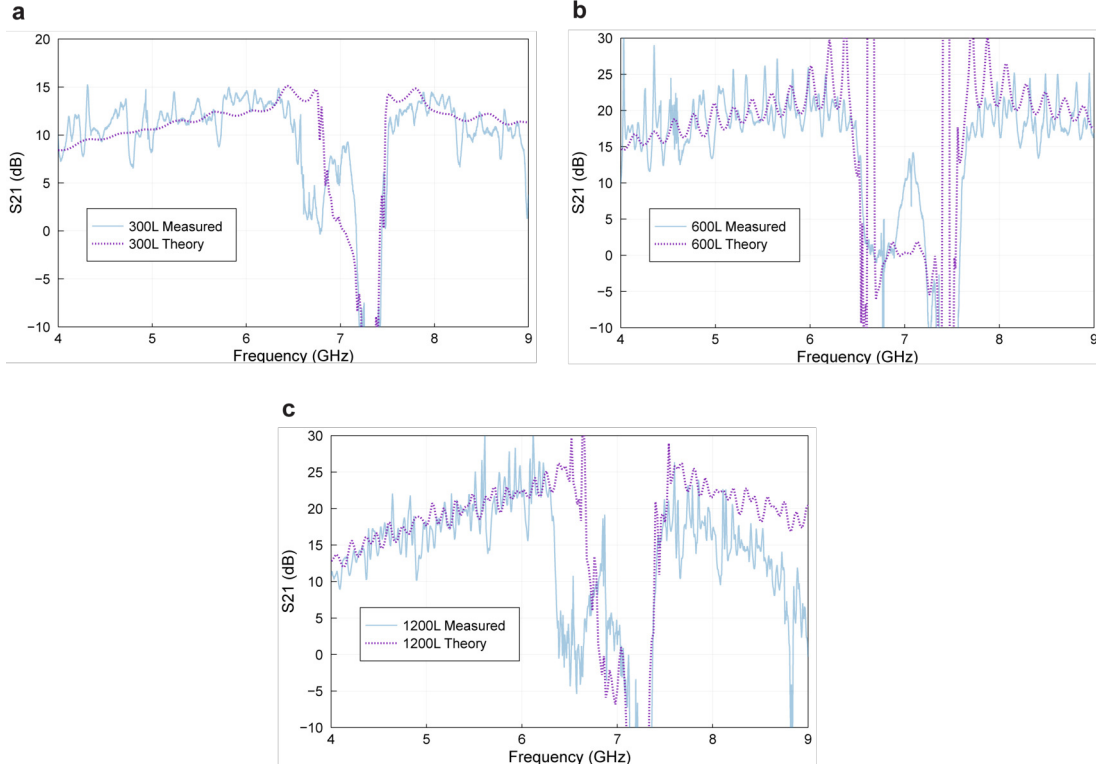 a
20
15
10
5
0
−5
−10
S21 (dB)
300L Measured
300L Theory
4 5 6 7 8 9
Frequency (GHz)
b
30
25
20
15
10
5
0
−5
−10
S21 (dB)
600L Measured
600L Theory
4 5 6 7 8 9
Frequency (GHz)
c
30
25
20
15
10
5
0
−5
−10
S21 (dB)
1200L Measured
1200L Theory
4 5 6 7 8 9
Frequency (GHz)